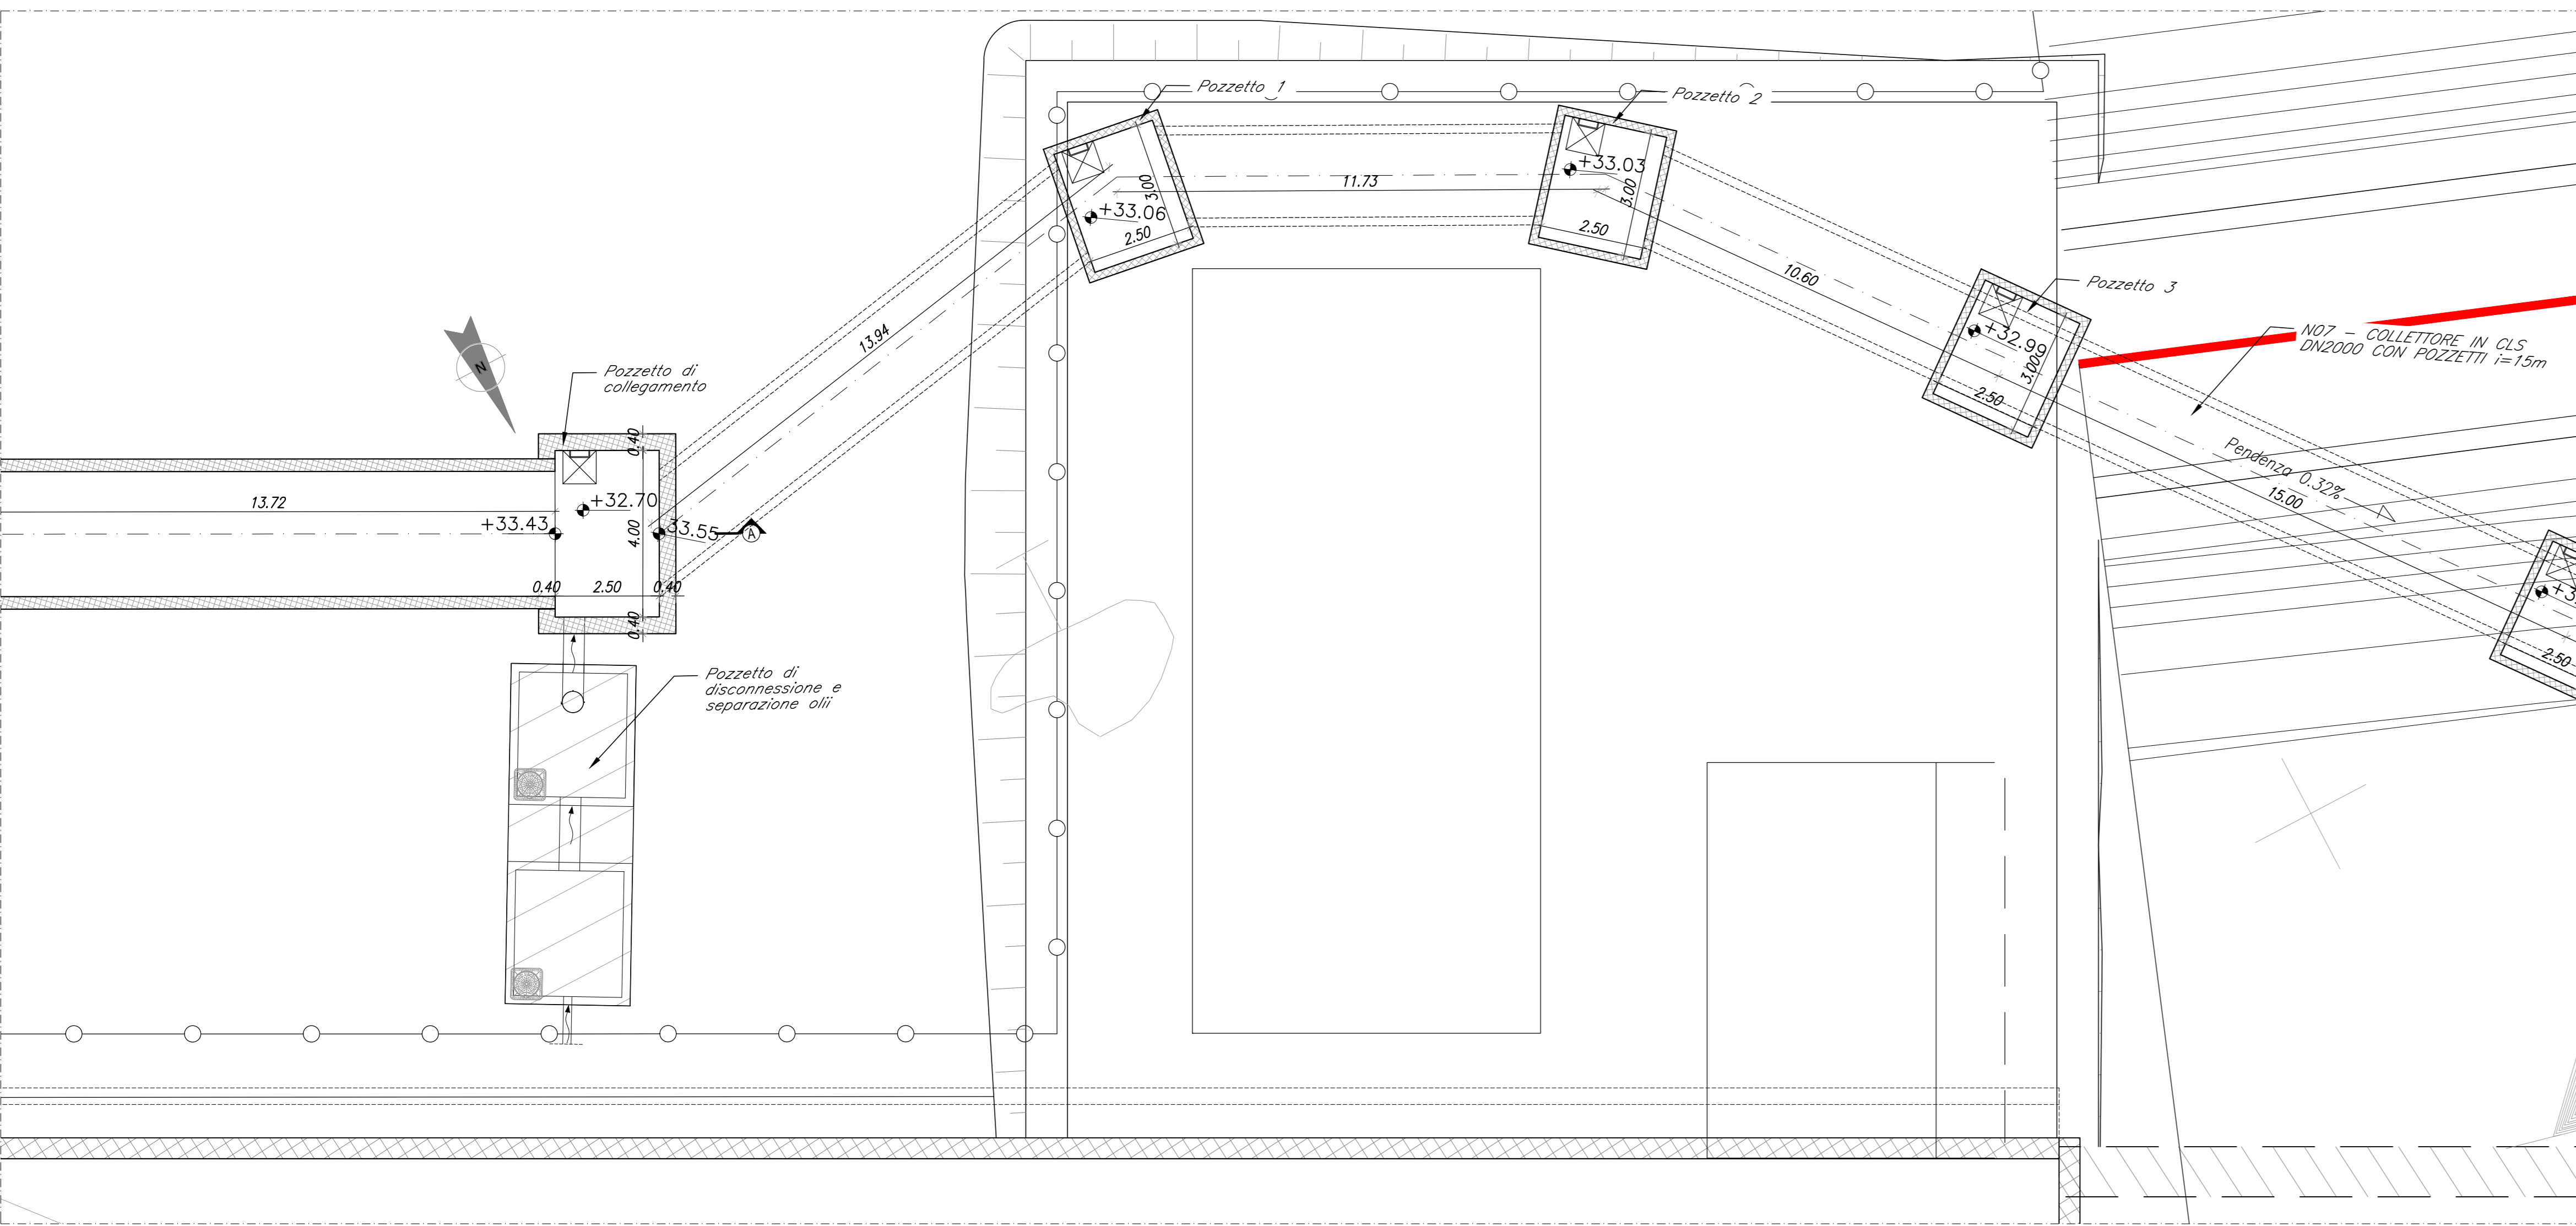 Pozzetto 1
Pozzetto 2
+33.03
3.00
11.73
3.00
+33.06
2.50
2.50
10.60
Pozzetto 3
+32.99
3.00
2.50
N07 - COLLETTORE IN CLS
DN2000 CON POZZETTI i=15m
13.94
N
Pozzetto di
collegamento
0.40
Pendenza 0.32%
15.00
13.72
+32.70
+33.43
33.55
4.00
A
0.40
2.50
0.40
0.40
2.50
Pozzetto di
disconnessione e
separazione olii